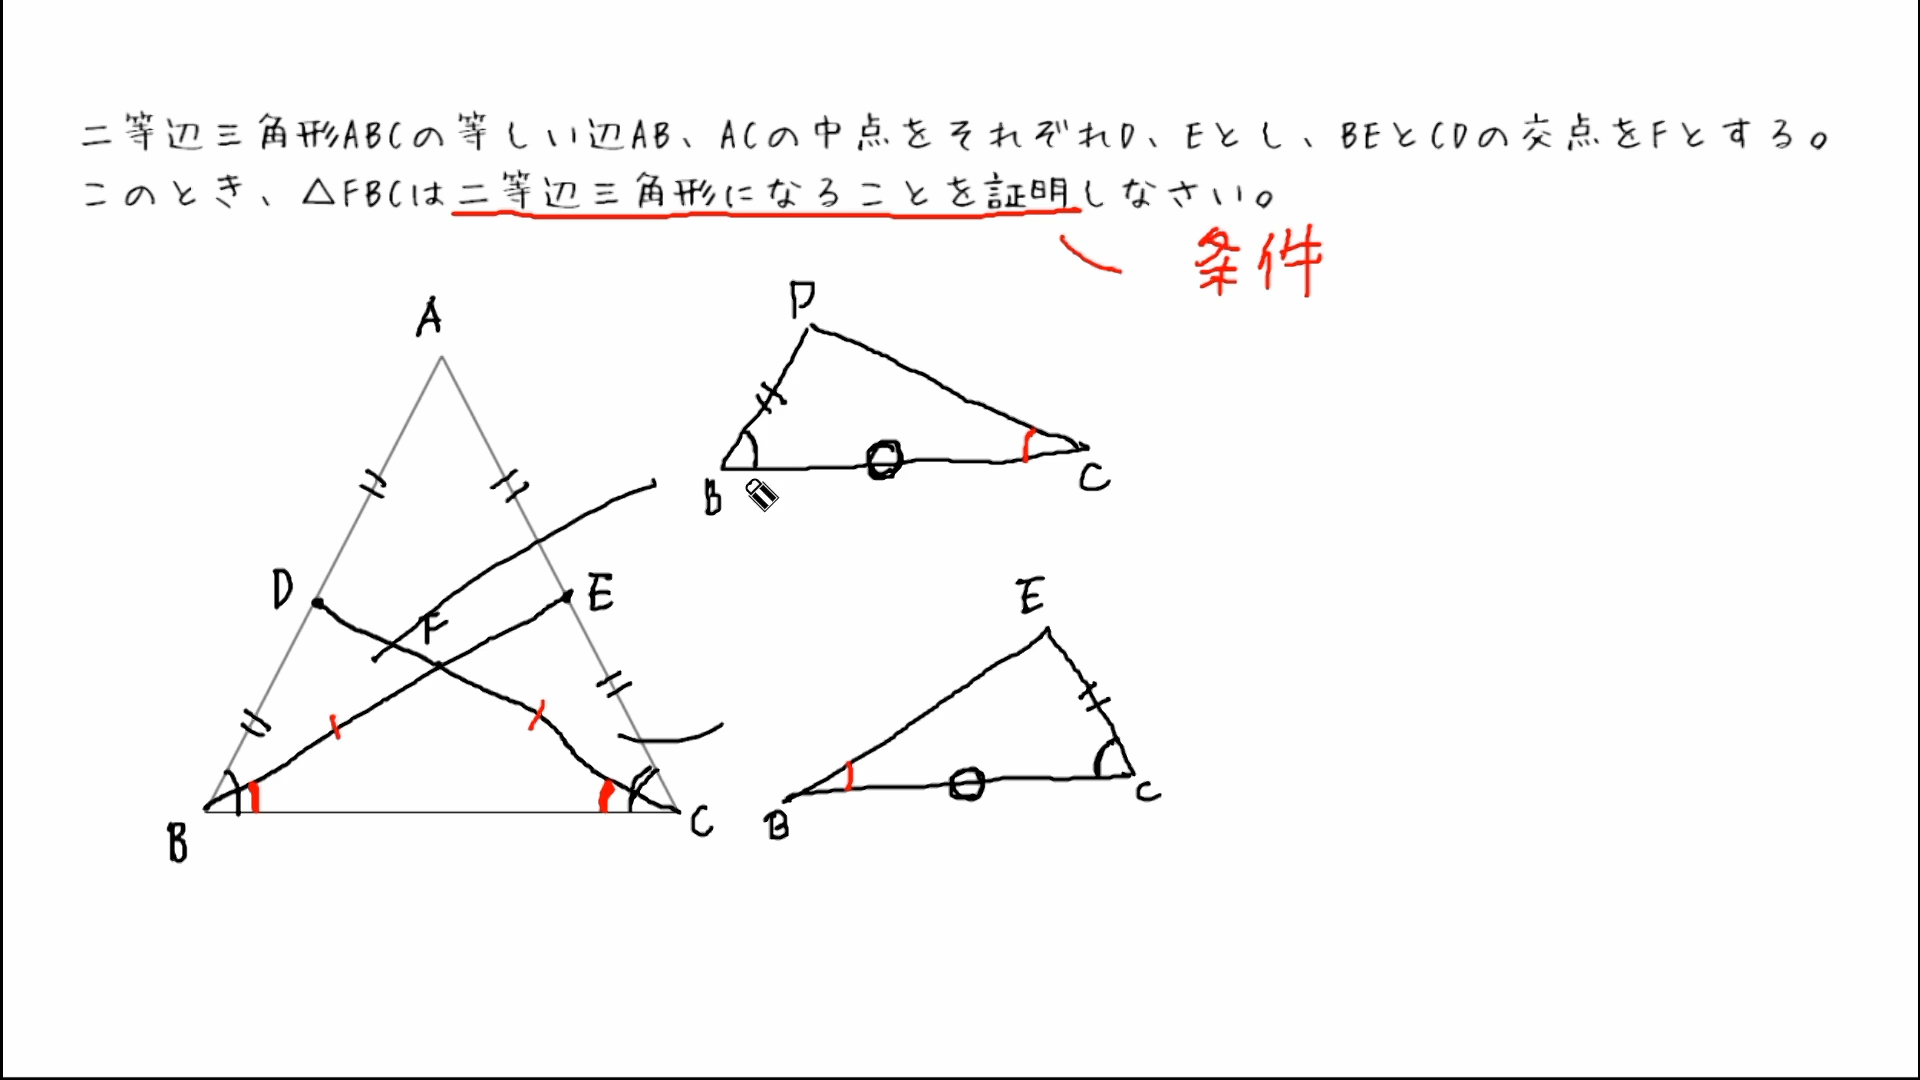 二等辺三角形ABCの等しい辺AB、ACの中点をそれぞれD、Eとし、BEとCDの交点をFとする。
このとき、△FBCは二等辺三角形になることを証明しなさい。
条件
A
D
E
F
B
C
D
B
C
E
B
C